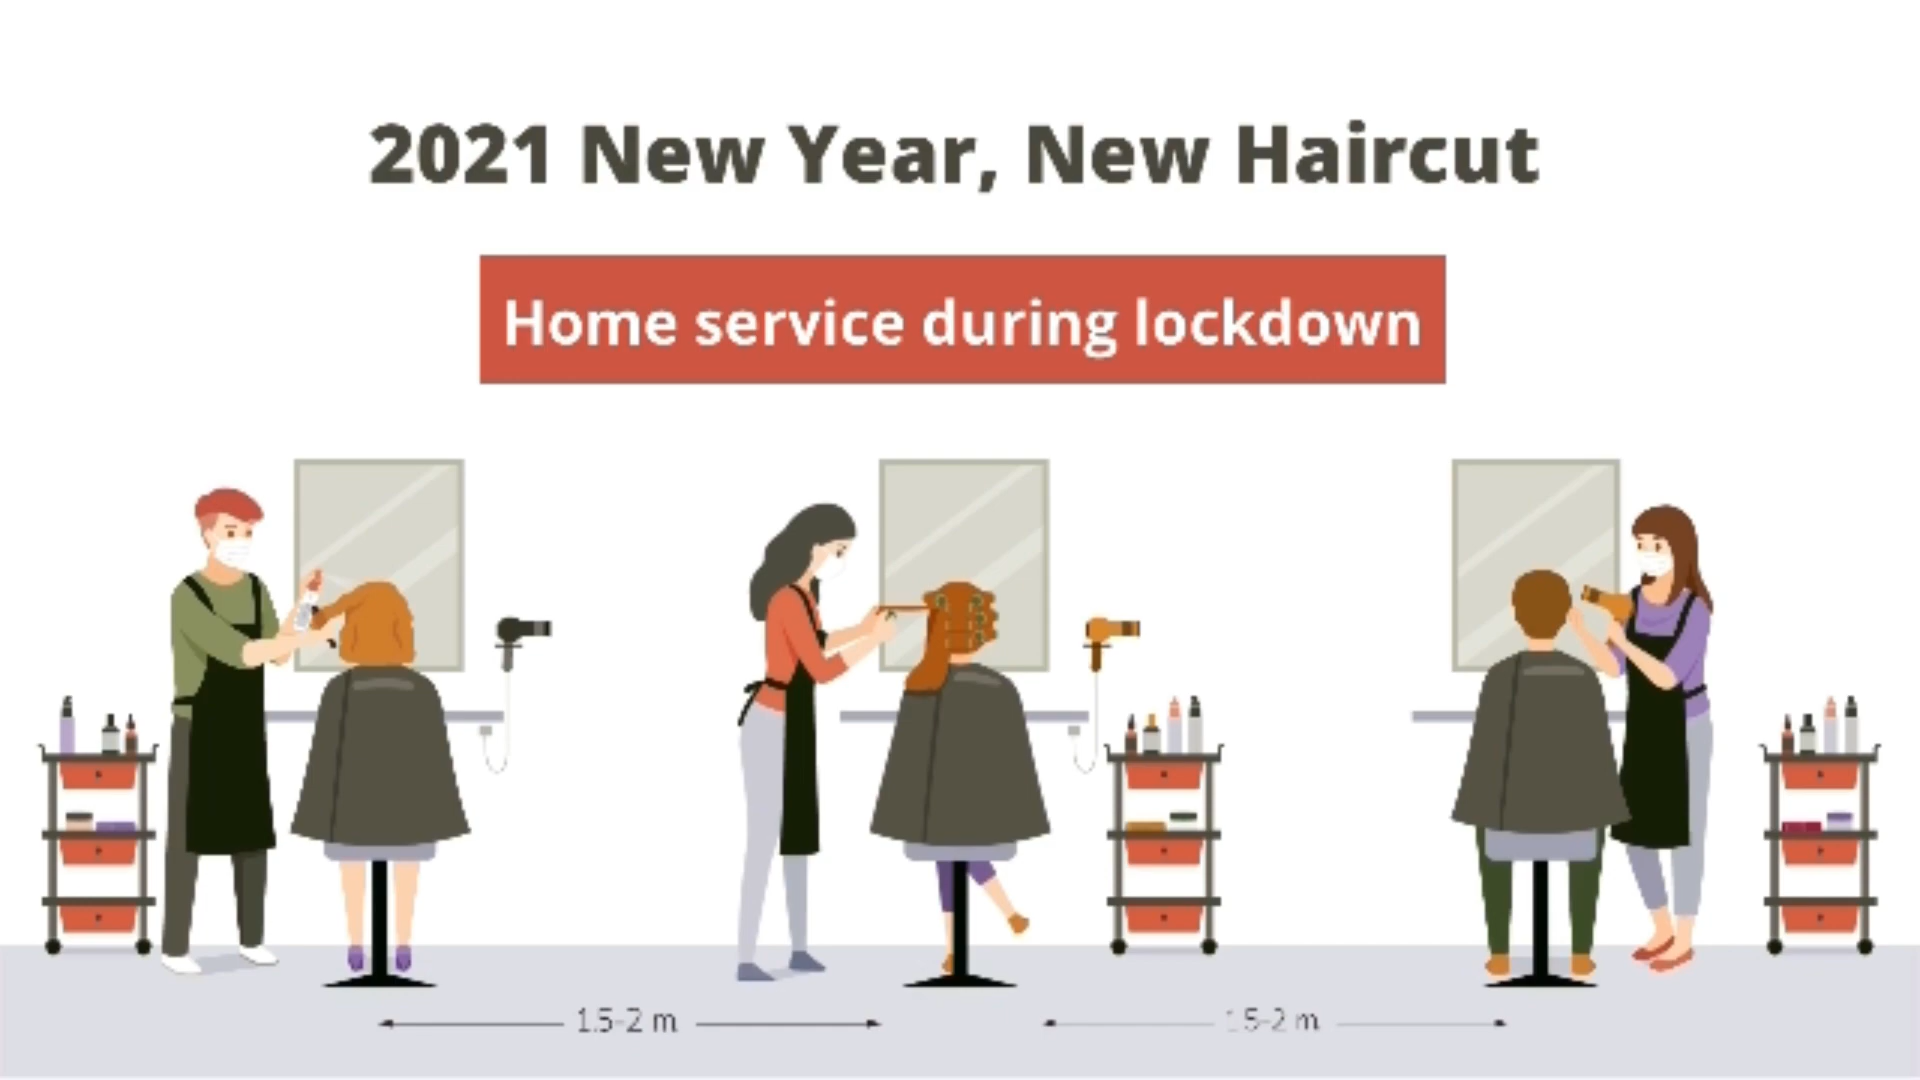 2021 New Year, New Haircut
Home service during lockdown
1.5-2 m
1.5-2 m